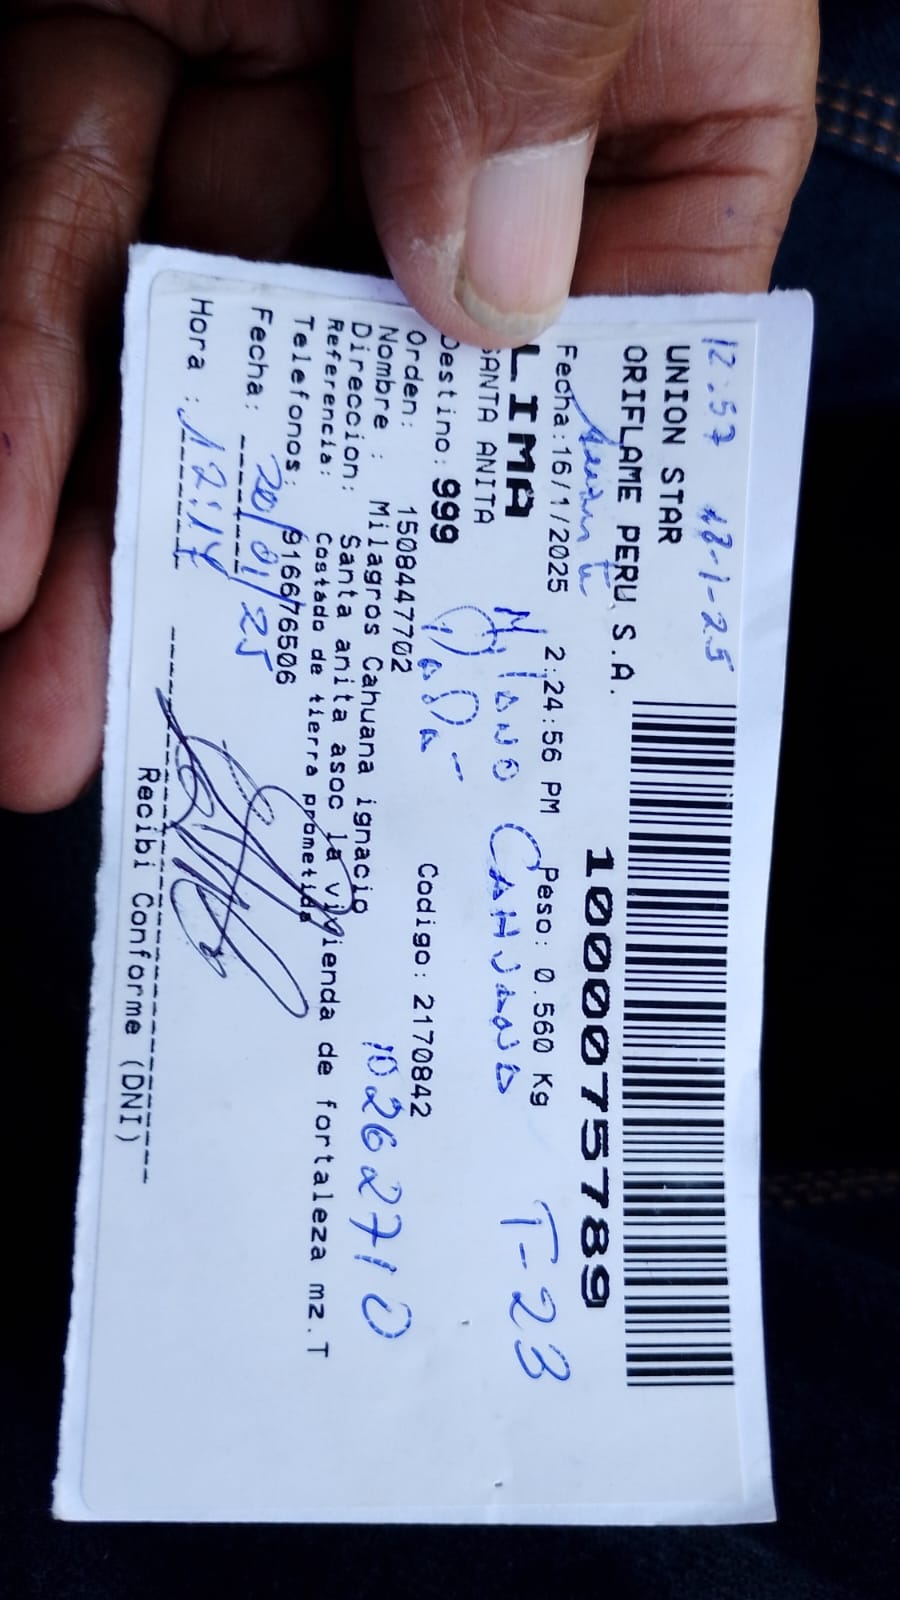 12:57 18-1-25
UNION STAR
ORIFLAME PERU S.A.
1000075789
Fecha:16/1/2025 2:24:56 PM Peso: 0.560 Kg
LIMA
T-23
SANTA ANITA
Destino: 999
Orden: 1508447702 Codigo: 2170842
Nombre : Milagros Cahuana ignacio
10262710
Direccion: Santa anita asoc la vivienda de fortaleza mz.T
Referencia: Costado de tierra prometida
Telefonos: 916676506
Fecha: 20/01/25
Hora : 12:14
Recibi Conforme (DNI)